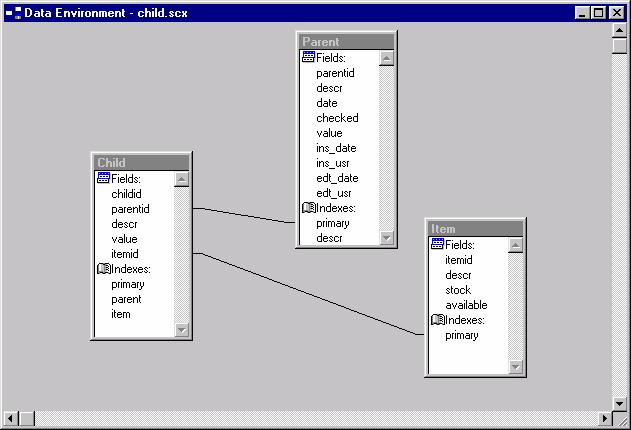 Data Environment - child.scx
Parent
Fields:
parentid
descr
date
checked
value
ins_date
ins_usr
edt_date
edt_usr
Indexes:
primary
descr
Child
Fields:
childid
parentid
descr
value
itemid
Indexes:
primary
parent
item
Item
Fields:
itemid
descr
stock
available
Indexes:
primary